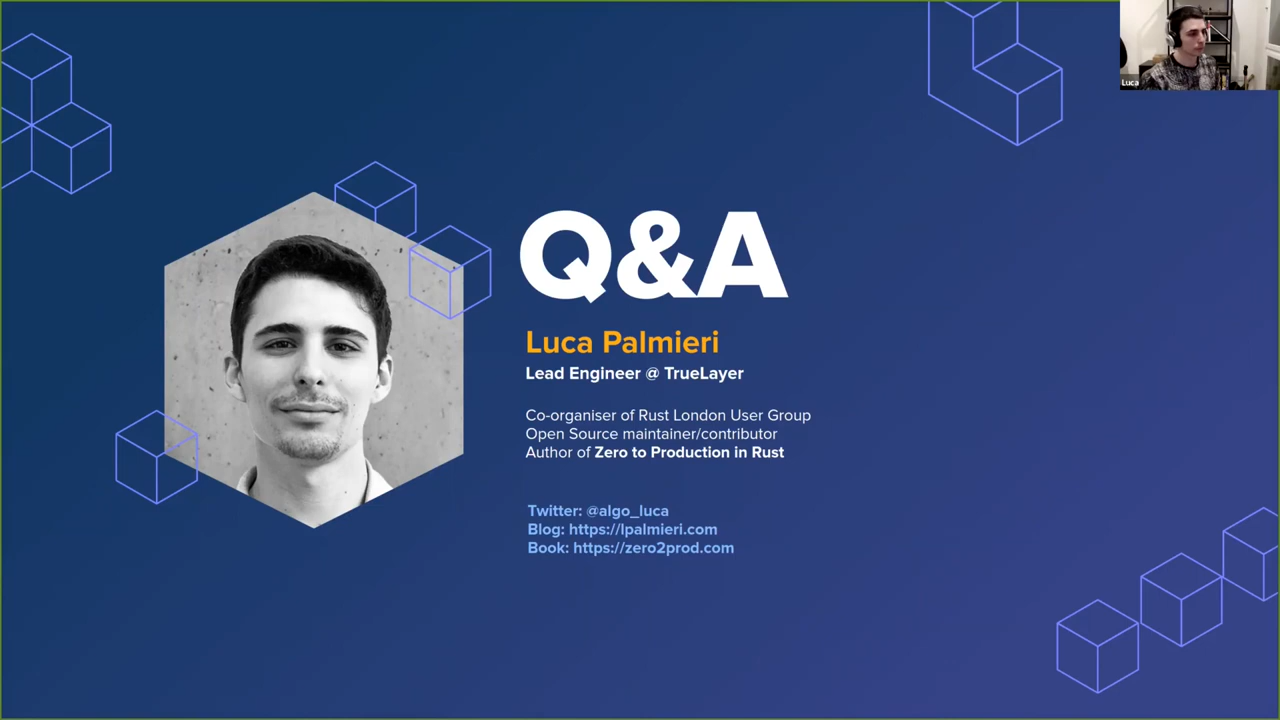 Luca
Q&A
Luca Palmieri
Lead Engineer @ TrueLayer
Co-organiser of Rust London User Group
Open Source maintainer/contributor
Author of Zero to Production in Rust
Twitter: @algo_luca
Blog: https://lpalmieri.com
Book: https://zero2prod.com